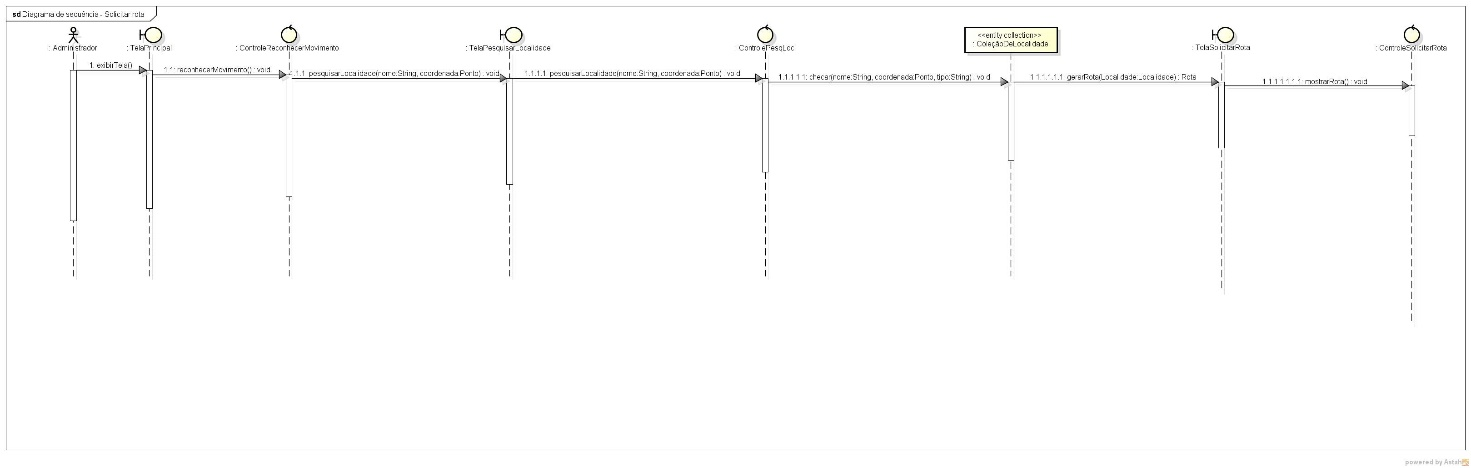 sd Diagrama de secuência - Solicitar rota
: Administrador
: TelaPrincipal
: ControleReconhecerMovimento
: TelaPesquisarLocalidade
ControlePesqLoc
<<entity collection>>
: ColeçãoDeLocalidade
TelaSolicitarRota
: ControleSolicitarRota
1: exibirTela()
1.1: reconhecerMovimento() : void
1.1.1: pesquisarLocalidade(nome:String, coordenada:Ponto) : void
1.1.1.1: pesquisarLocalidade(nome:String, coordenada:Ponto) : void
1.1.1.1.1: checar(nome:String, coordenada:Ponto, tipo:String) : void
1.1.1.1.1.1: gerarRota(Localidade:Localidade) : Rota
1.1.1.1.1.1.1: mostrarRota() : void
powered by Astah